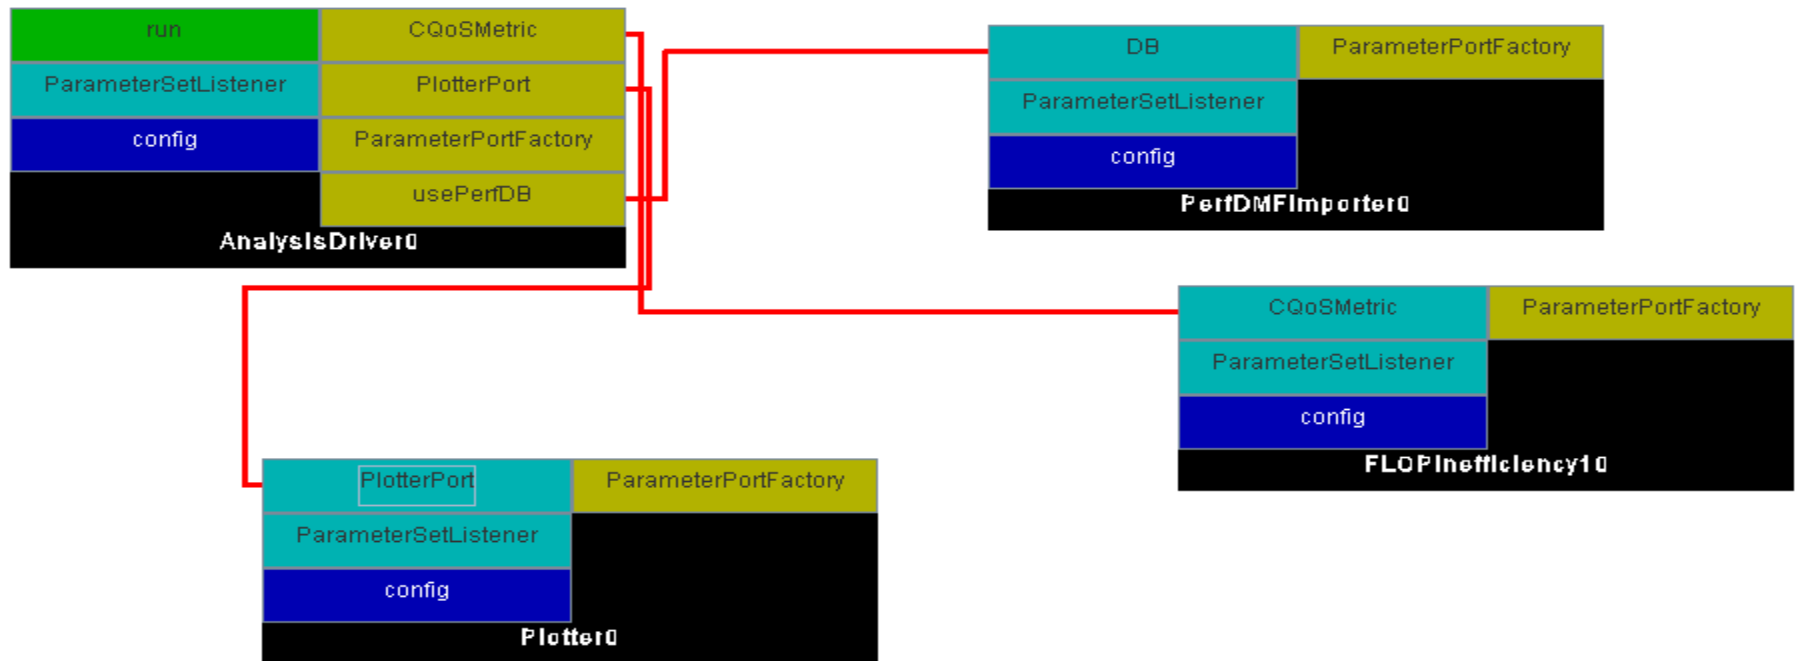 run CQoSMetric
ParameterSetListener PlotterPort
config ParameterPortFactory
usePerfDB
AnalysisDriver0
DB ParameterPortFactory
ParameterSetListener
config
PerfDMFImporter0
CQoSMetric ParameterPortFactory
ParameterSetListener
config
FLOPInefficiency10
PlotterPort ParameterPortFactory
ParameterSetListener
config
Plotter0